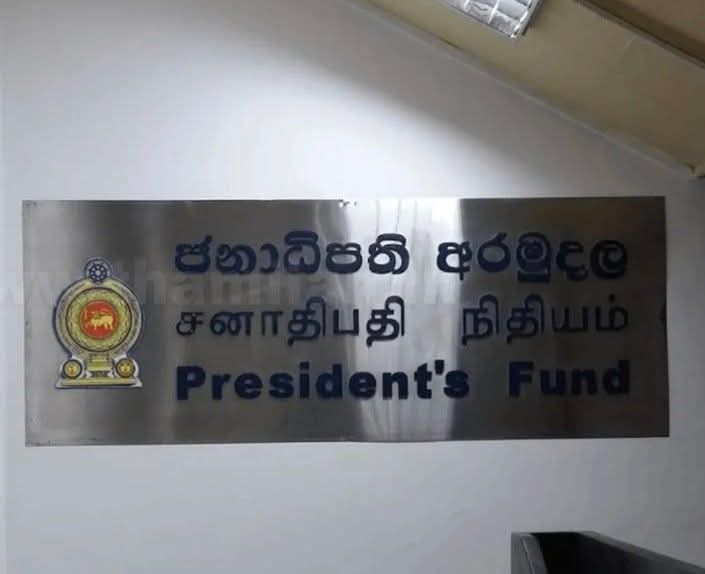 ජනාධිපති අරමුදල
சனாதிபதி நிதியம்
President's Fund